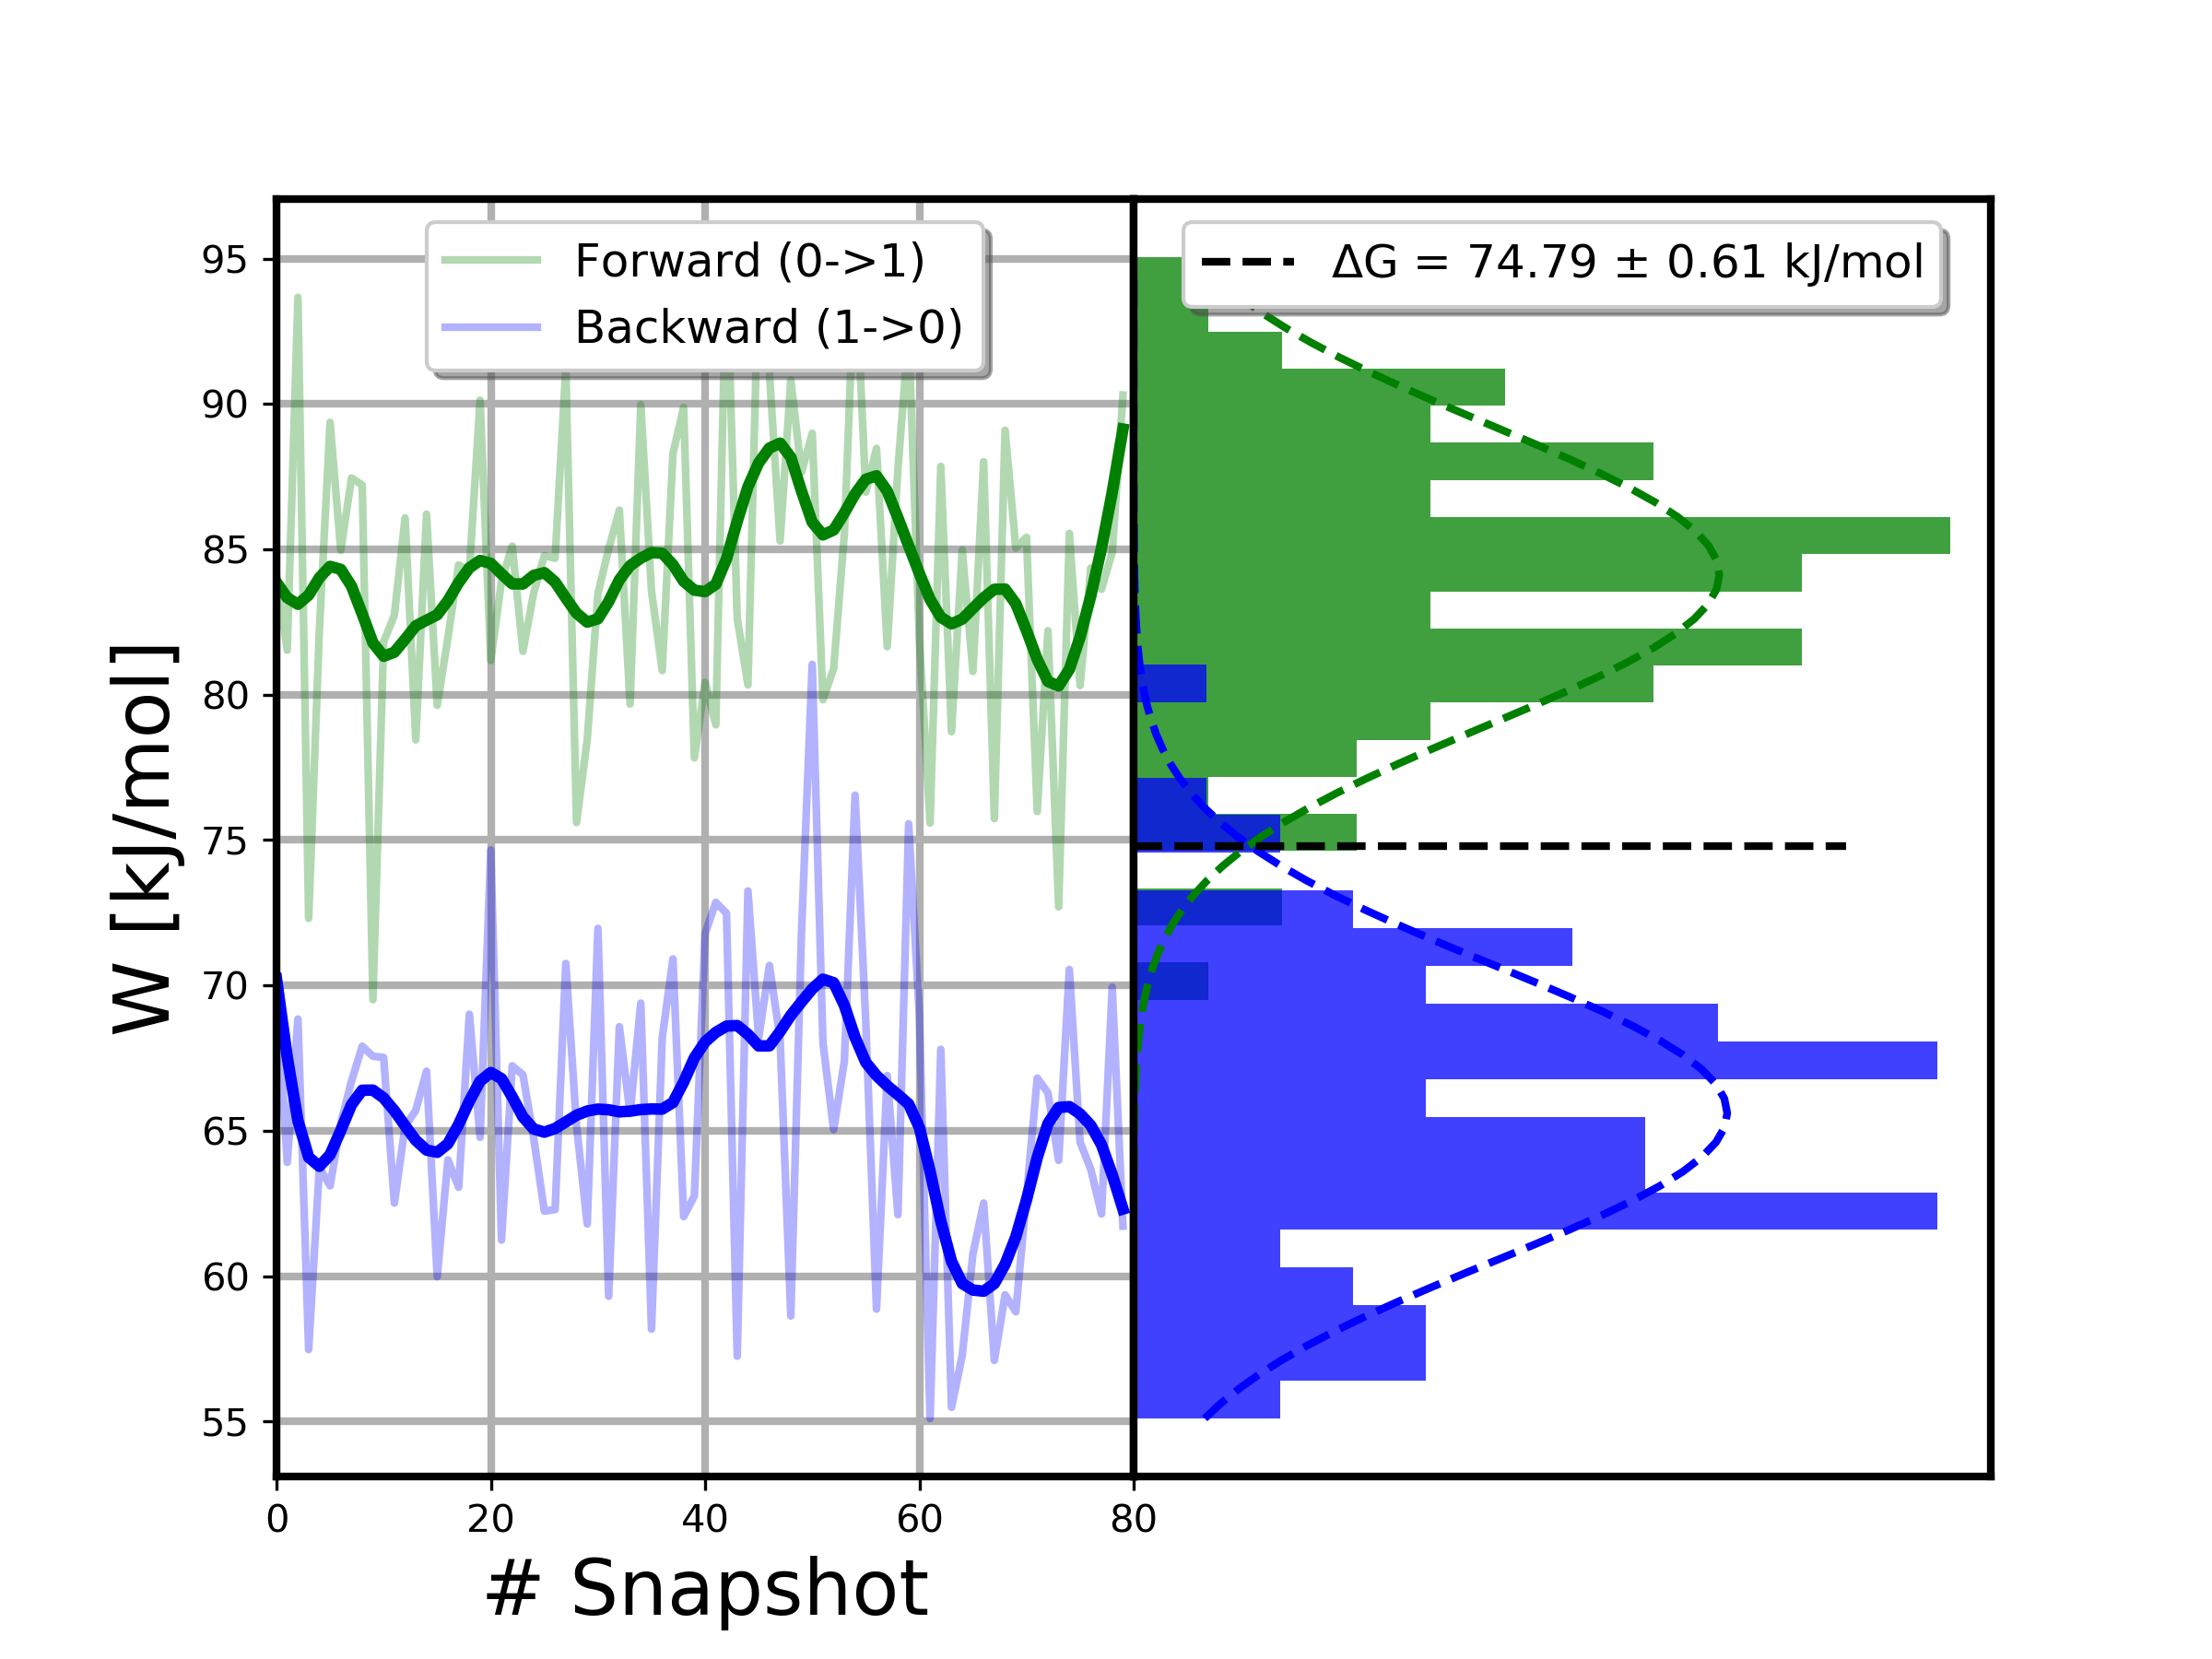 Forward (0->1)
Backward (1->0)
ΔG = 74.79 ± 0.61 kJ/mol
95
90
85
80
75
70
65
60
55
W [kJ/mol]
0 20 40 60 80
# Snapshot